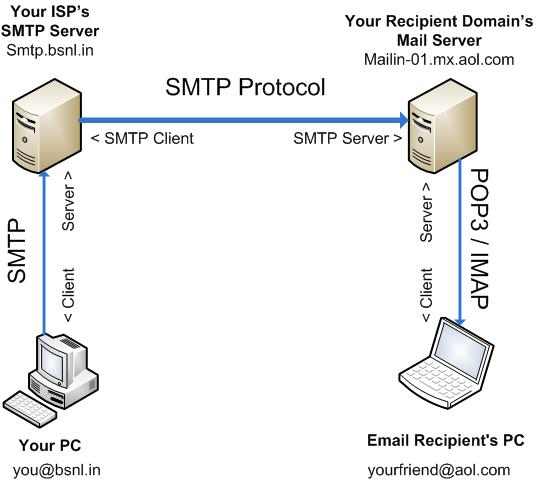 Your ISP's
SMTP Server
Smtp.bsnl.in
Your Recipient Domain's
Mail Server
Mailin-01.mx.aol.com
SMTP Protocol
< SMTP Client
SMTP Server >
SMTP
Server >
< Client
Server >
< Client
POP3 / IMAP
Your PC
you@bsnl.in
Email Recipient's PC
yourfriend@aol.com